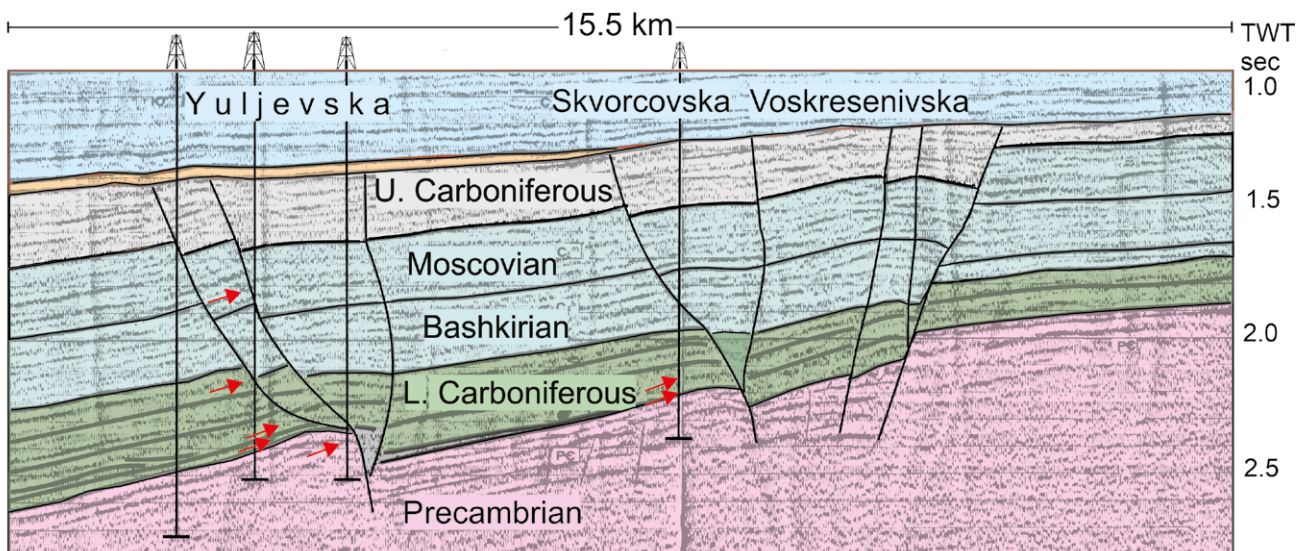 15.5 km
TWT
sec
Yuljevska
Skvorcovska
Voskresenivska
1.0
U. Carboniferous
1.5
Moscovian
Bashkirian
2.0
L. Carboniferous
2.5
Precambrian